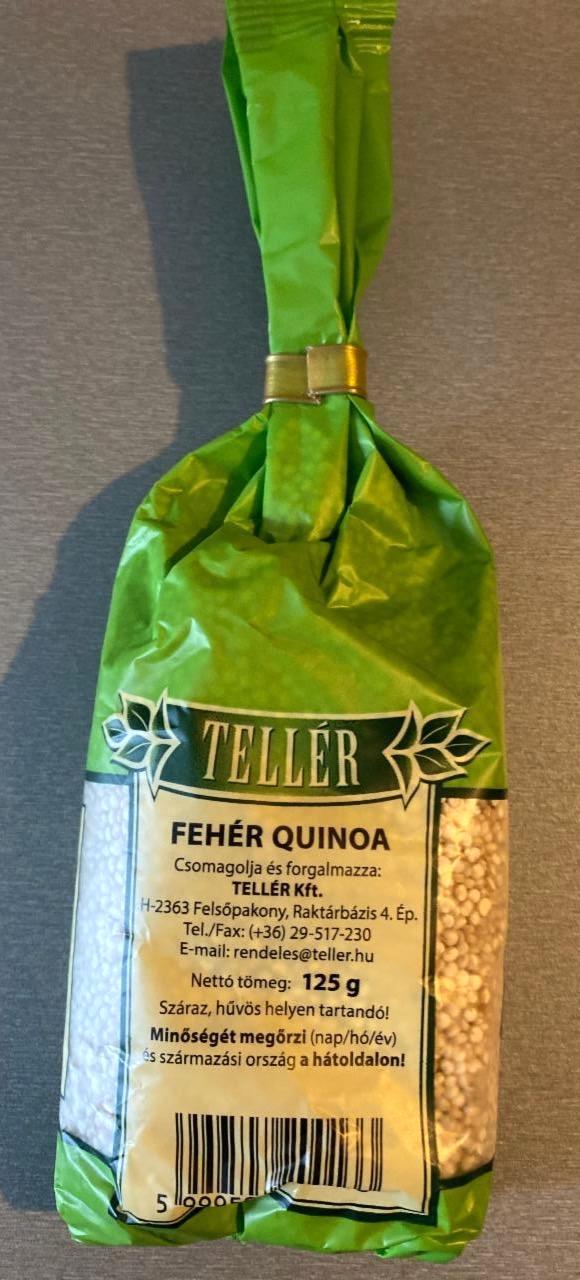 TELLÉR
FEHÉR QUINOA
Csomagolja és forgalmazza:
TELLÉR Kft.
H-2363 Felsőpakony, Raktárbázis 4. Ép.
Tel./Fax: (+36) 29-517-230
E-mail: rendeles@teller.hu
Nettó tömeg: 125 g
Száraz, hűvös helyen tartandó!
Minőségét megőrzi (nap/hó/év)
és származási ország a hátoldalon!